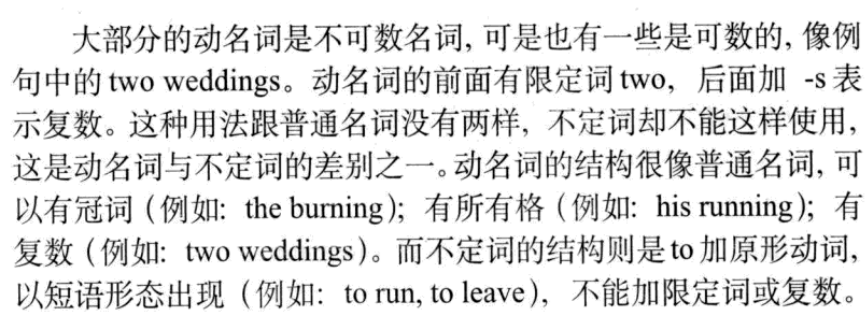 大部分的动名词是不可数名词, 可是也有一些是可数的, 像例
句中的 two weddings。动名词的前面有限定词 two, 后面加 -s 表
示复数。这种用法跟普通名词没有两样, 不定词却不能这样使用,
这是动名词与不定词的差别之一。动名词的结构很像普通名词, 可
以有冠词 (例如: the burning); 有所有格 (例如: his running); 有
复数 (例如: two weddings)。而不定词的结构则是 to 加原形动词,
以短语形态出现 (例如: to run, to leave), 不能加限定词或复数。